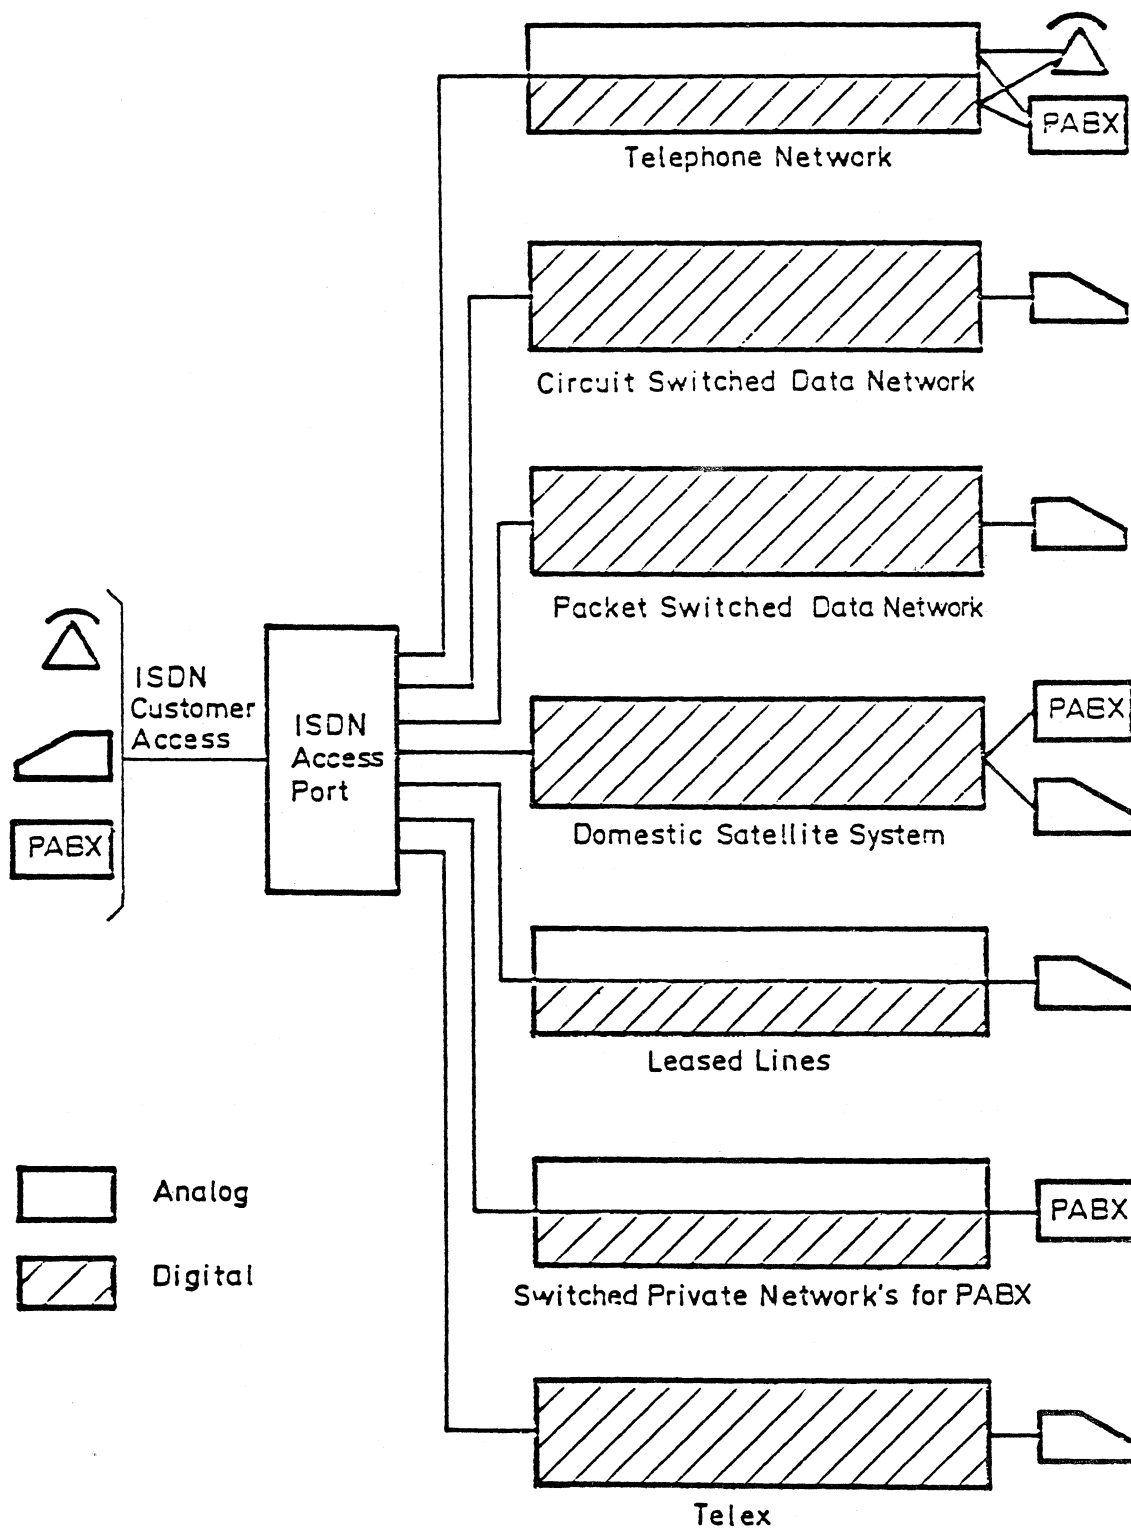 PABX
Telephone Network
Circuit Switched Data Network
Packet Switched Data Network
ISDN
Customer
Access
ISDN
Access
Port
PABX
PABX
Domestic Satellite System
Leased Lines
Analog
Digital
PABX
Switched Private Network's for PABX
Telex